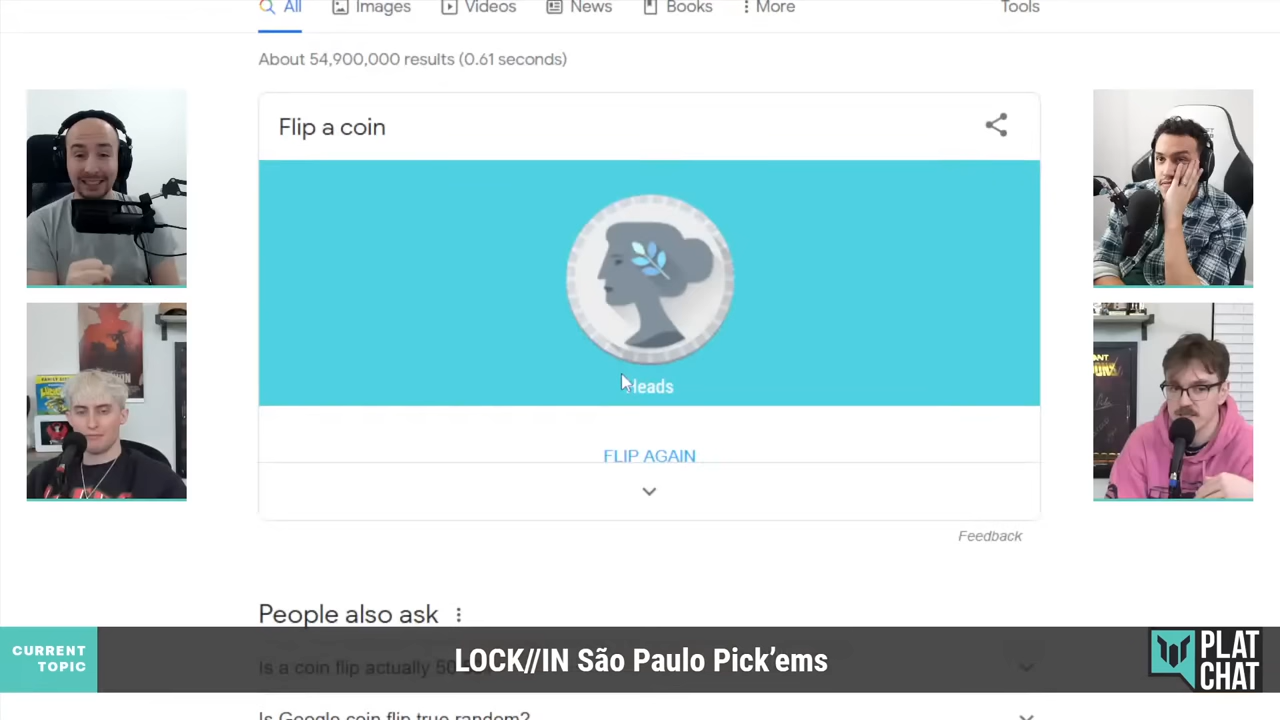 All Images Videos News Books More Tools
About 54,900,000 results (0.61 seconds)
Flip a coin
Heads
FLIP AGAIN
Feedback
People also ask
Is a coin flip actually 50
Is Google coin flip true random?
CURRENT
TOPIC
LOCK//IN São Paulo Pick’ems
PLAT
CHAT